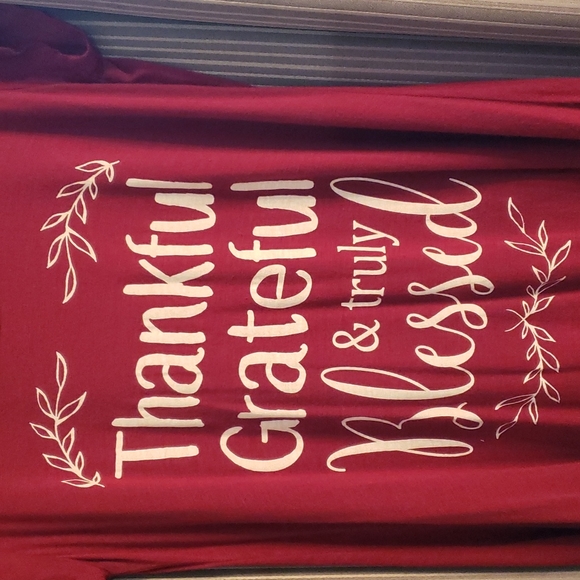 Thankful
Grateful
& truly
Blessed